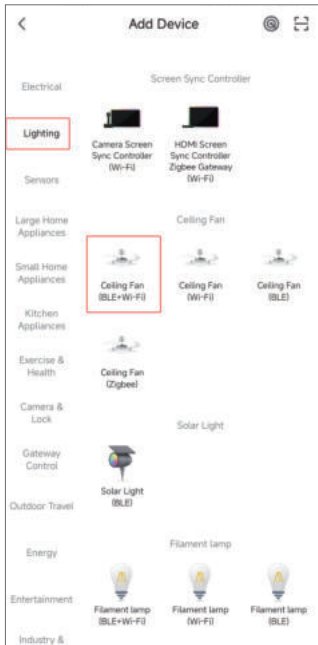 Add Device
Electrical
Lighting
Sensors
Large Home
Appliances
Small Home
Appliances
Kitchen
Appliances
Exercise &
Health
Camera &
Lock
Gateway
Control
Outdoor Travel
Energy
Entertainment
Industry &
Screen Sync Controller
Camera Screen
Sync Controller
(Wi-Fi)
HDMI Screen
Sync Controller
Zigbee Gateway
(Wi-Fi)
Ceiling Fan
Ceiling Fan
(BLE+Wi-Fi)
Ceiling Fan
(Wi-Fi)
Ceiling Fan
(BLE)
Ceiling Fan
(Zigbee)
Solar Light
Solar Light
(BLE)
Filament lamp
Filament lamp
(BLE+Wi-Fi)
Filament lamp
(Wi-Fi)
Filament lamp
(BLE)